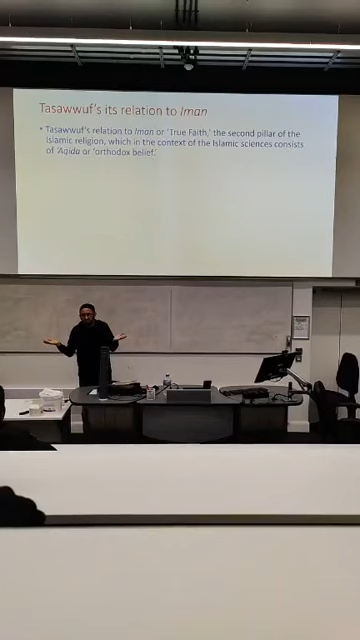 Tasawwuf's its relation to Iman
• Tasawwuf's relation to Iman or 'True Faith,' the second pillar of the
Islamic religion, which in the context of the Islamic sciences consists
of 'Aqida or 'orthodox belief.'